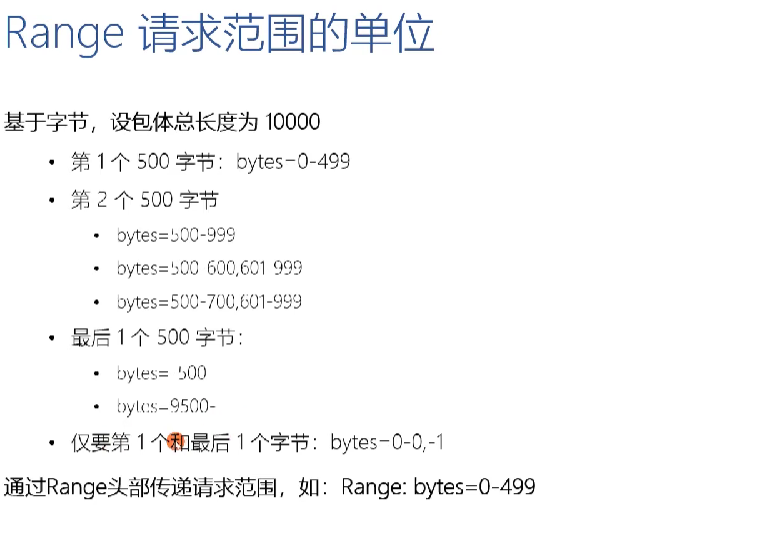 Range 请求范围的单位
基于字节，设包体总长度为 10000
• 第 1 个 500 字节：bytes=0-499
• 第 2 个 500 字节
• bytes=500-999
• bytes=500-600,601-999
• bytes=500-700,601-999
• 最后 1 个 500 字节：
• bytes=-500
• bytes=9500-
• 仅要第 1 个和最后 1 个字节：bytes=0-0,-1
通过Range头部传递请求范围，如：Range: bytes=0-499